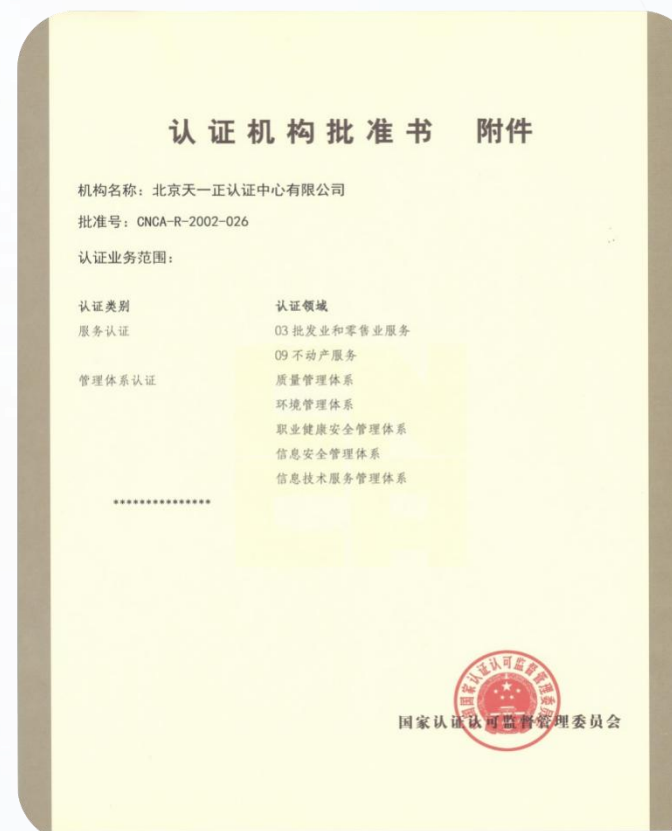 认证机构批准书 附件
机构名称：北京天一正认证中心有限公司
批准号：CNCA-R-2002-026
认证业务范围：
认证类别 认证领域
服务认证 03 批发业和零售业服务
09 不动产服务
管理体系认证 质量管理体系
环境管理体系
职业健康安全管理体系
信息安全管理体系
信息技术服务管理体系
***************
国家认证认可监督管理委员会